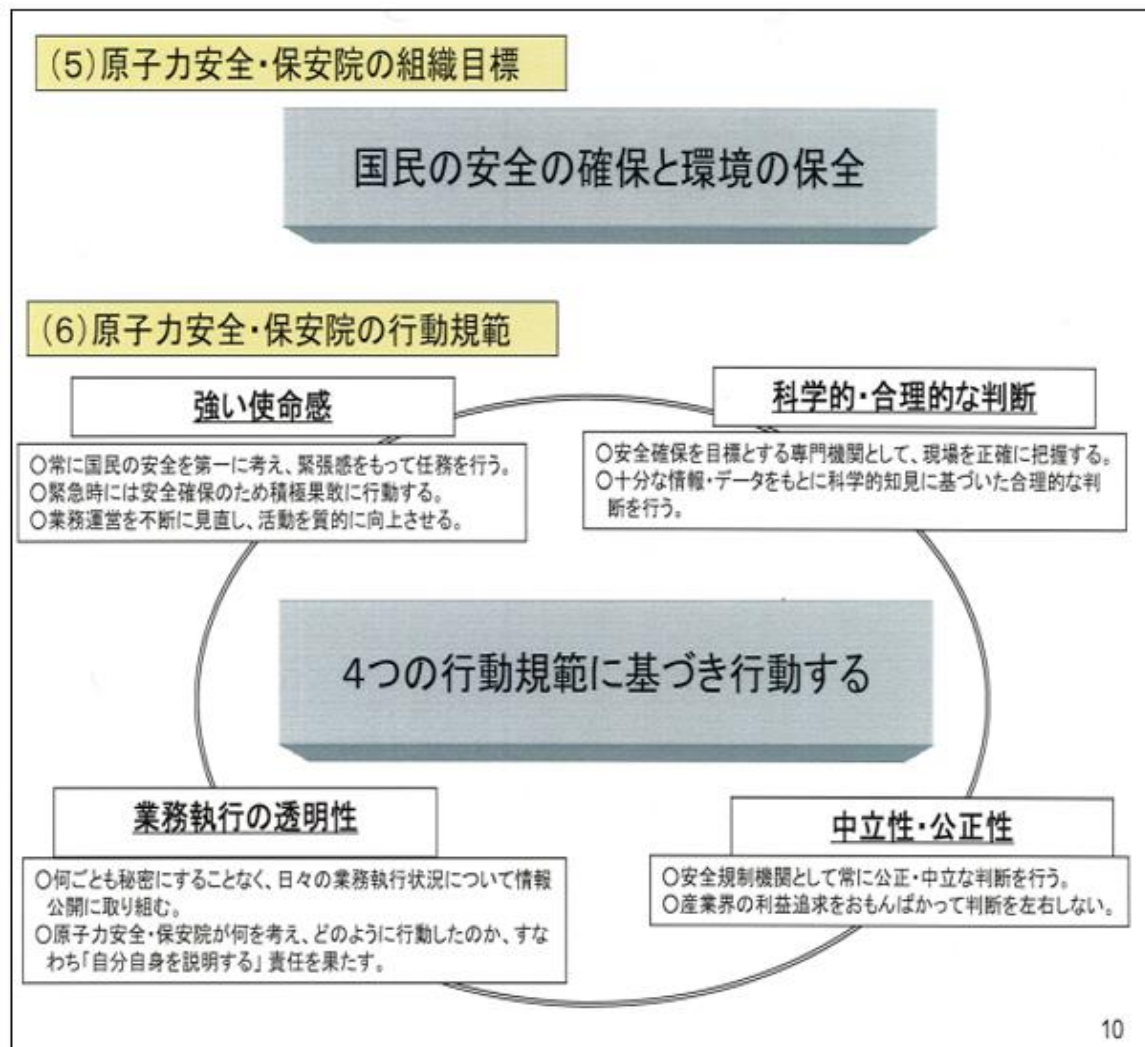 (5)原子力安全・保安院の組織目標
国民の安全の確保と環境の保全
(6)原子力安全・保安院の行動規範
強い使命感
○常に国民の安全を第一に考え、緊張感をもって任務を行う。
○緊急時には安全確保のため積極果敢に行動する。
○業務運営を不断に見直し、活動を質的に向上させる。
科学的・合理的な判断
○安全確保を目標とする専門機関として、現場を正確に把握する。
○十分な情報・データをもとに科学的知見に基づいた合理的な判
断を行う。
4つの行動規範に基づき行動する
業務執行の透明性
○何ごとも秘密にすることなく、日々の業務執行状況について情報
公開に取り組む。
○原子力安全・保安院が何を考え、どのように行動したのか、すな
わち「自分自身を説明する」責任を果たす。
中立性・公正性
○安全規制機関として常に公正・中立な判断を行う。
○産業界の利益追求をおもんぱかって判断を左右しない。
10